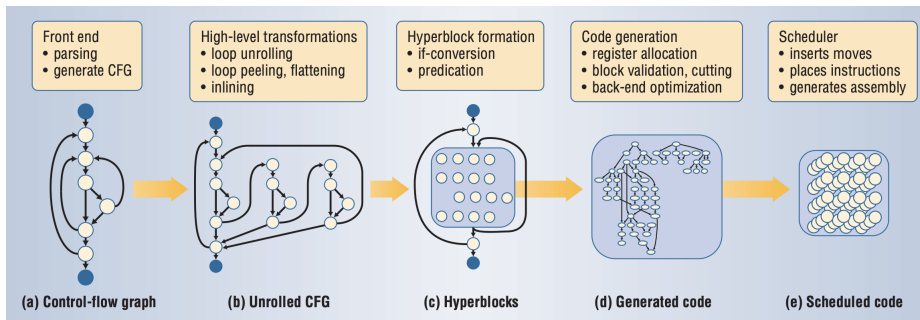 Front end
• parsing
• generate CFG
High-level transformations
• loop unrolling
• loop peeling, flattening
• inlining
Hyperblock formation
• if-conversion
• predication
Code generation
• register allocation
• block validation, cutting
• back-end optimization
Scheduler
• inserts moves
• places instructions
• generates assembly
(a) Control-flow graph
(b) Unrolled CFG
(c) Hyperblocks
(d) Generated code
(e) Scheduled code